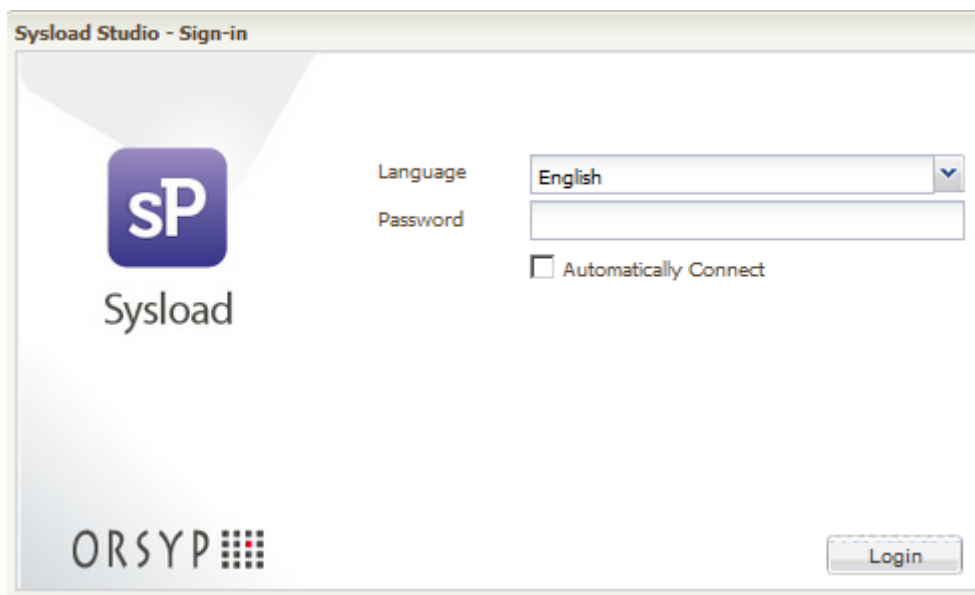 Sysload Studio - Sign-in
Language English
Password
Automatically Connect
sP
Sysload
ORSYP
Login